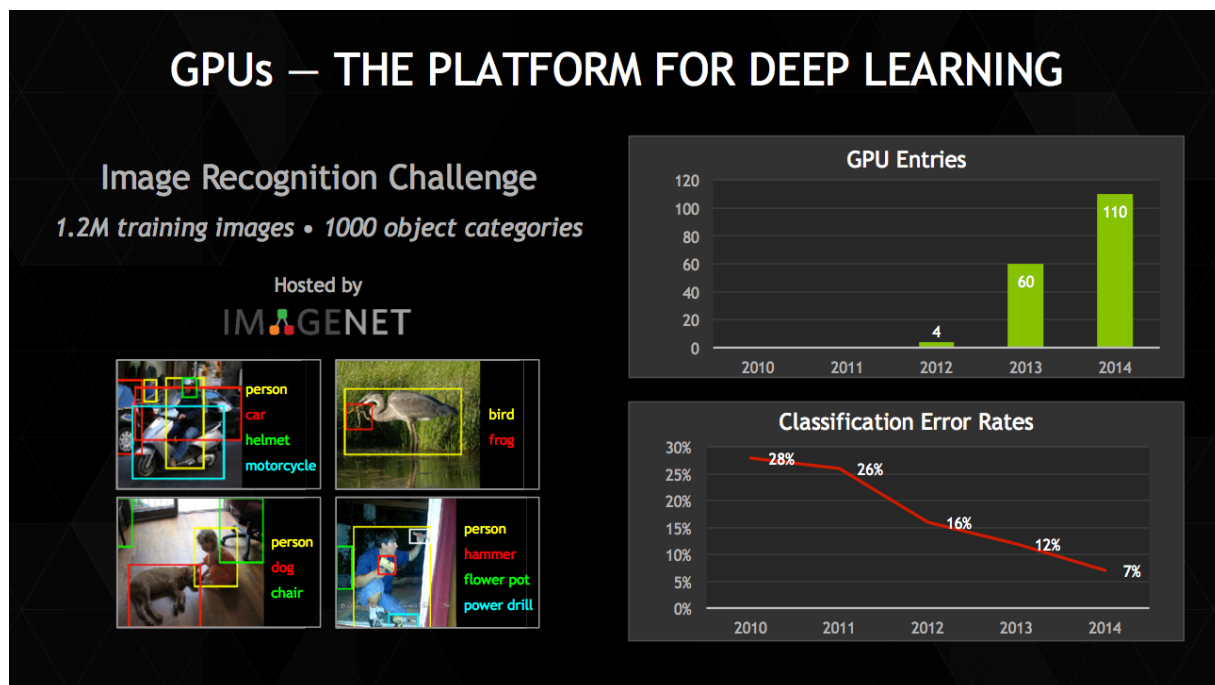 GPUs — THE PLATFORM FOR DEEP LEARNING
Image Recognition Challenge
1.2M training images • 1000 object categories
Hosted by
IMAGENET
person
car
helmet
motorcycle
bird
frog
person
dog
chair
person
hammer
flower pot
power drill
GPU Entries
120
100
80
60
40
20
0
4
60
110
2010 2011 2012 2013 2014
Classification Error Rates
30%
25%
20%
15%
10%
5%
0%
28%
26%
16%
12%
7%
2010 2011 2012 2013 2014